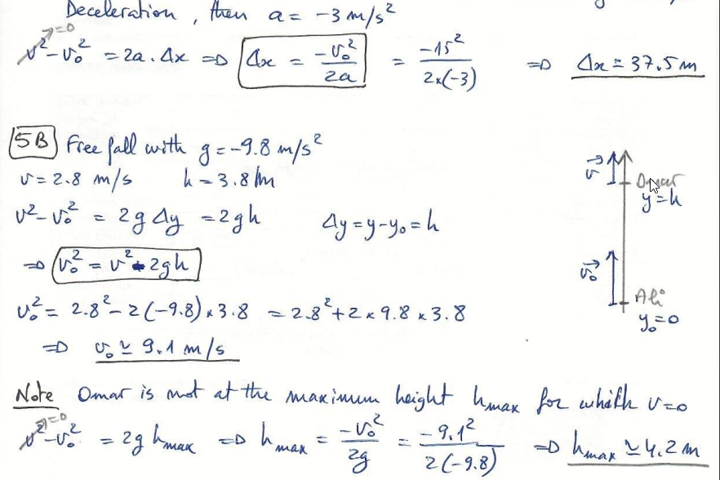 Deceleration, then a = -3 m/s²
v² - v₀² = 2a . Δx ⇒ Δx = -v₀²/2a = -15²/2×(-3) ⇒ Δx = 37.5 m
→=0
5B Free fall with g = -9.8 m/s²
v = 2.8 m/s h = 3.8 m
v² - v₀² = 2g Δy = 2gh Δy = y - y₀ = h
⇒ v₀² = v² - 2gh
v₀² = 2.8² - 2(-9.8) × 3.8 = 2.8² + 2 × 9.8 × 3.8
⇒ v₀ ≃ 9.1 m/s
v⃗
Omar
y = h
v⃗₀
Ali
y₀ = 0
Note Omar is not at the maximum height hmax for which v = 0
→=0
v² - v₀² = 2g hmax ⇒ hmax = -v₀²/2g = -9.1²/2(-9.8) ⇒ hmax ≃ 4.2 m